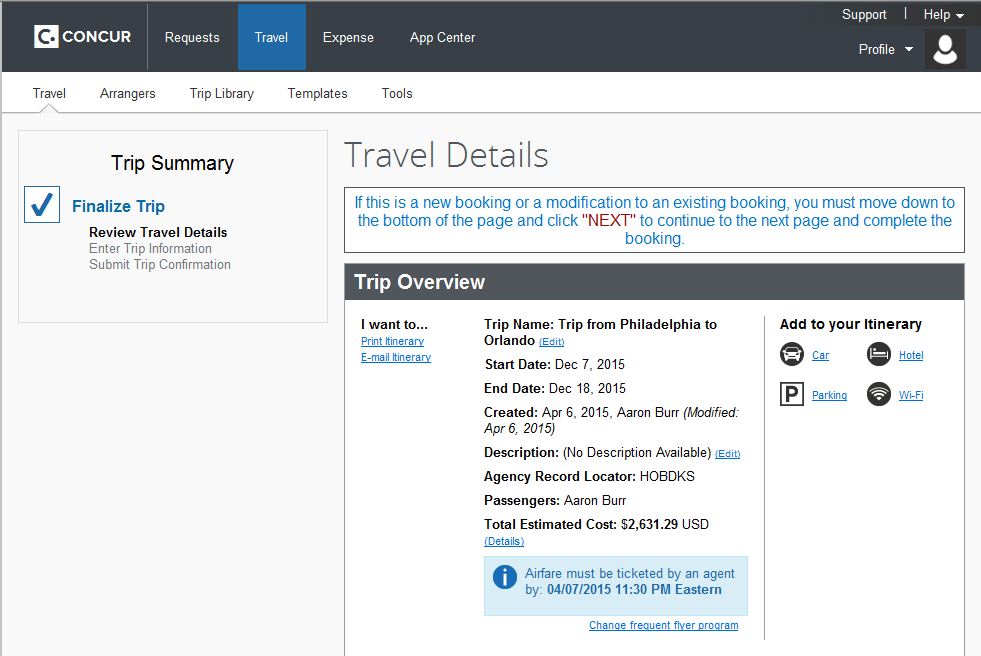 Support | Help
C. CONCUR
Requests
Travel
Expense
App Center
Profile
Travel
Arrangers
Trip Library
Templates
Tools
Trip Summary
Finalize Trip
Review Travel Details
Enter Trip Information
Submit Trip Confirmation
Travel Details
If this is a new booking or a modification to an existing booking, you must move down to
the bottom of the page and click "NEXT" to continue to the next page and complete the
booking.
Trip Overview
I want to...
Print Itinerary
E-mail Itinerary
Trip Name: Trip from Philadelphia to
Orlando (Edit)
Start Date: Dec 7, 2015
End Date: Dec 18, 2015
Created: Apr 6, 2015, Aaron Burr (Modified:
Apr 6, 2015)
Description: (No Description Available) (Edit)
Agency Record Locator: HOBDKS
Passengers: Aaron Burr
Total Estimated Cost: $2,631.29 USD
(Details)
i
Airfare must be ticketed by an agent
by: 04/07/2015 11:30 PM Eastern
Change frequent flyer program
Add to your Itinerary
Car
Hotel
P Parking
Wi-Fi